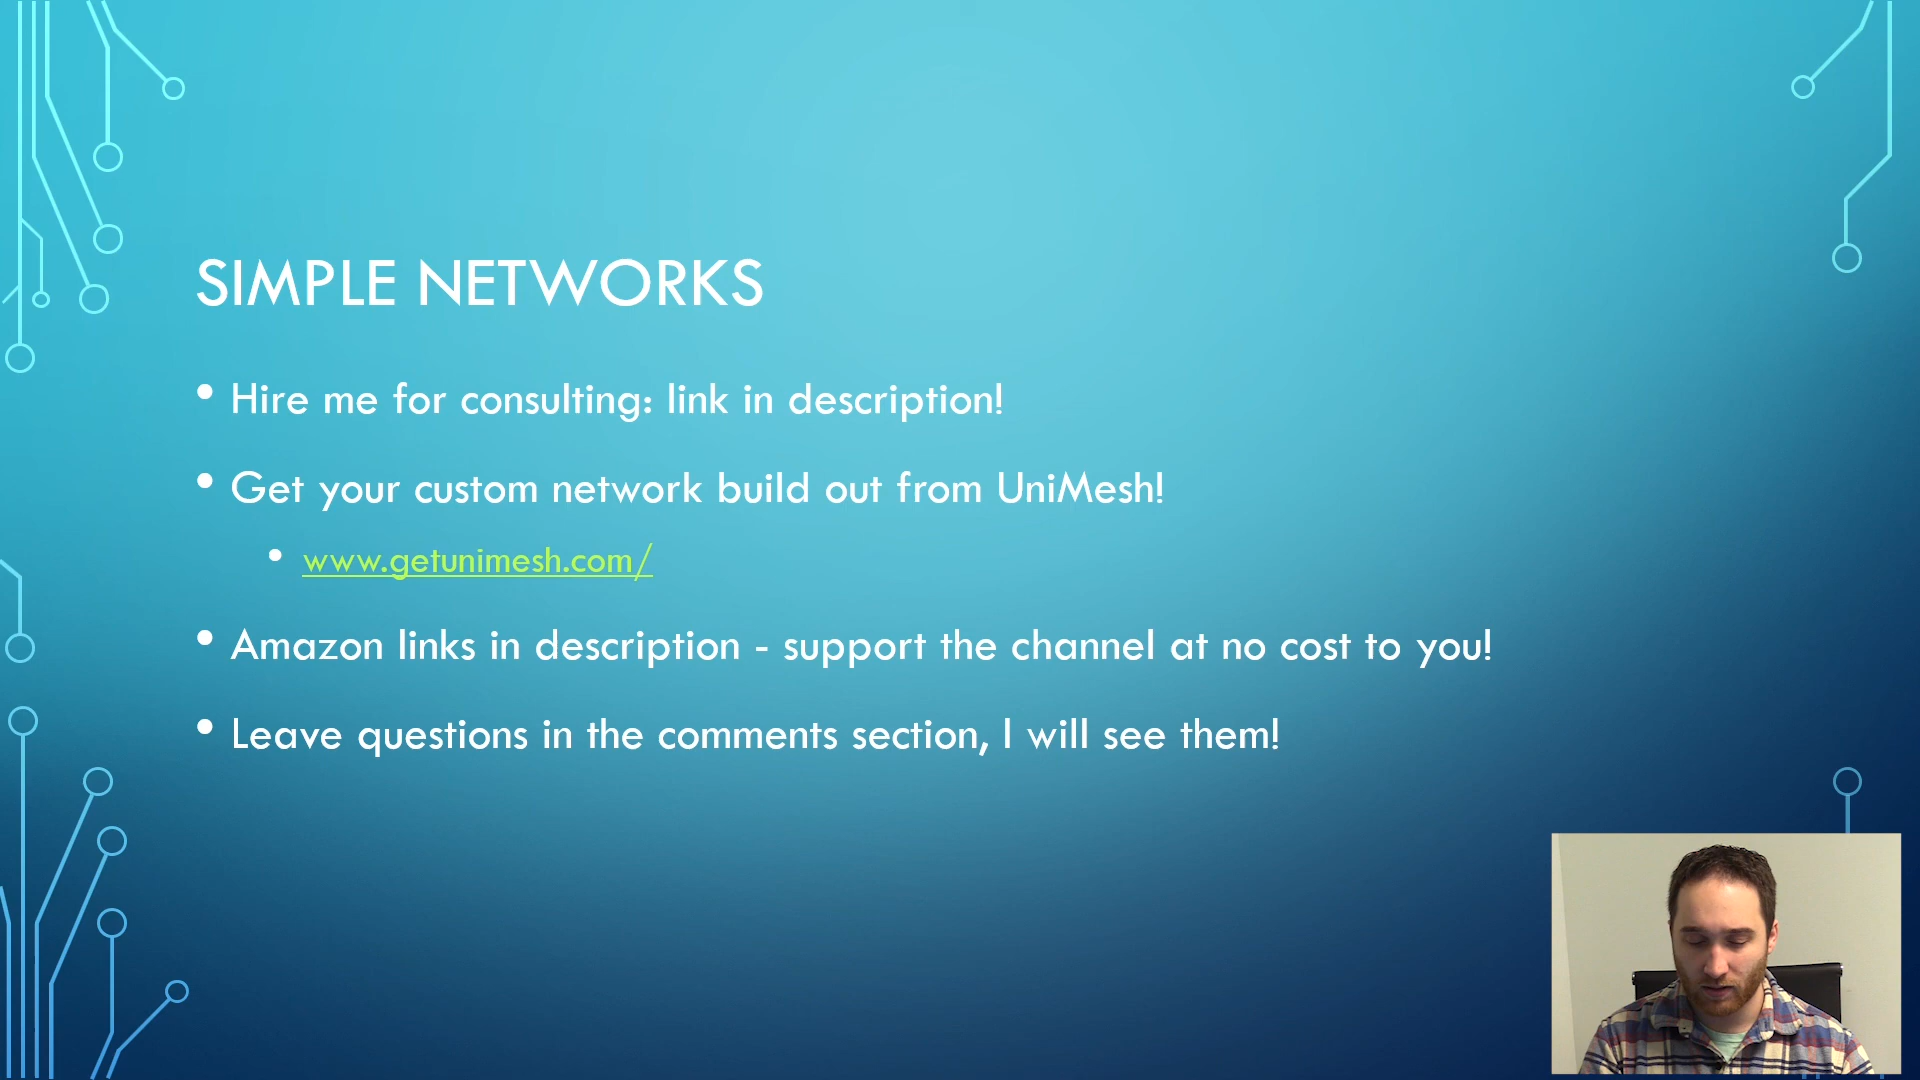 SIMPLE NETWORKS
• Hire me for consulting: link in description!
• Get your custom network build out from UniMesh!
• www.getunimesh.com/
• Amazon links in description - support the channel at no cost to you!
• Leave questions in the comments section, I will see them!